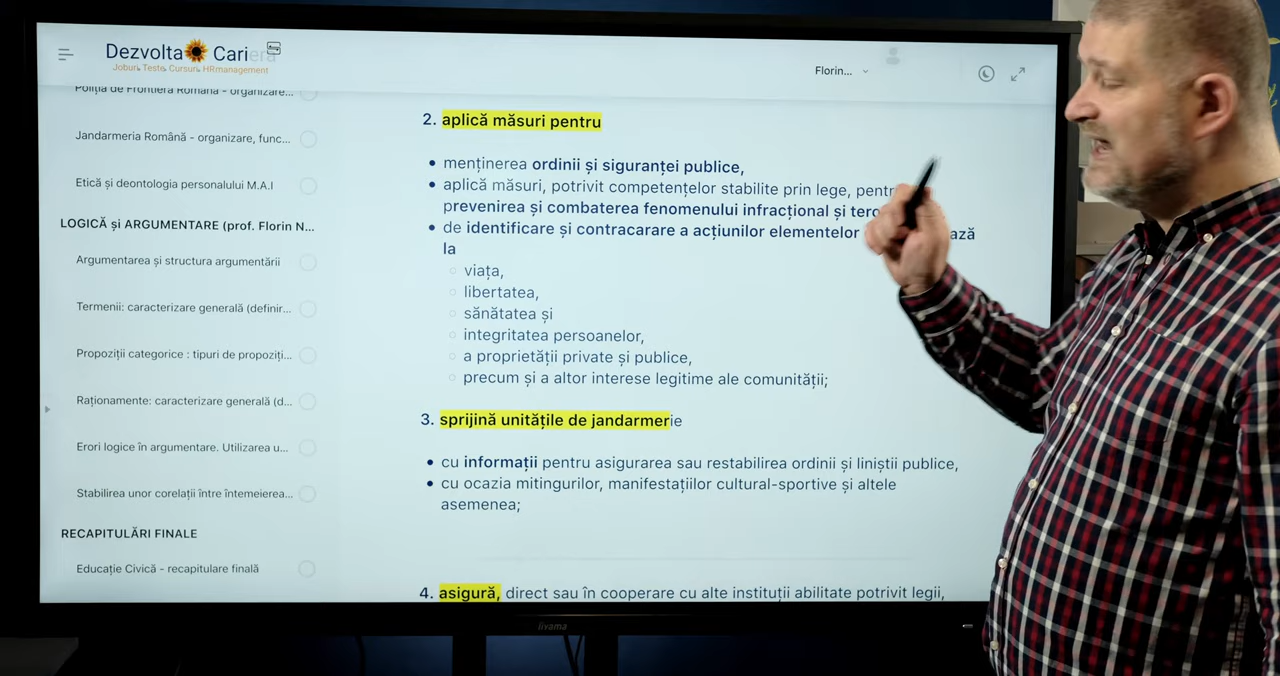 Dezvolta Cariera
Joburi, Teste, Cursuri, HRmanagement
Florin...
Poliția de Frontieră Română - organizare...
Jandarmeria Română - organizare, func...
Etică și deontologia personalului M.A.I
LOGICĂ și ARGUMENTARE (prof. Florin N...
Argumentarea și structura argumentării
Termenii: caracterizare generală (definir...
Propoziții categorice : tipuri de propoziți...
Raționamente: caracterizare generală (d...
Erori logice în argumentare. Utilizarea u...
Stabilirea unor corelații între întemeierea...
RECAPITULĂRI FINALE
Educație Civică - recapitulare finală
2. aplică măsuri pentru
menținerea ordinii și siguranței publice,
aplică măsuri, potrivit competențelor stabilite prin lege,
prevenirea și combaterea fenomenului infracțional și
de identificare și contracarare a acțiunilor elementelor
la
viața,
libertatea,
sănătatea și
integritatea persoanelor,
a proprietății private și publice,
precum și a altor interese legitime ale comunității;
3. sprijină unitățile de jandarmerie
cu informații pentru asigurarea sau restabilirea ordinii și liniștii publice,
cu ocazia mitingurilor, manifestațiilor cultural-sportive și altele
asemenea;
4. asigură, direct sau în cooperare cu alte instituții abilitate potrivit legii,
iiyama